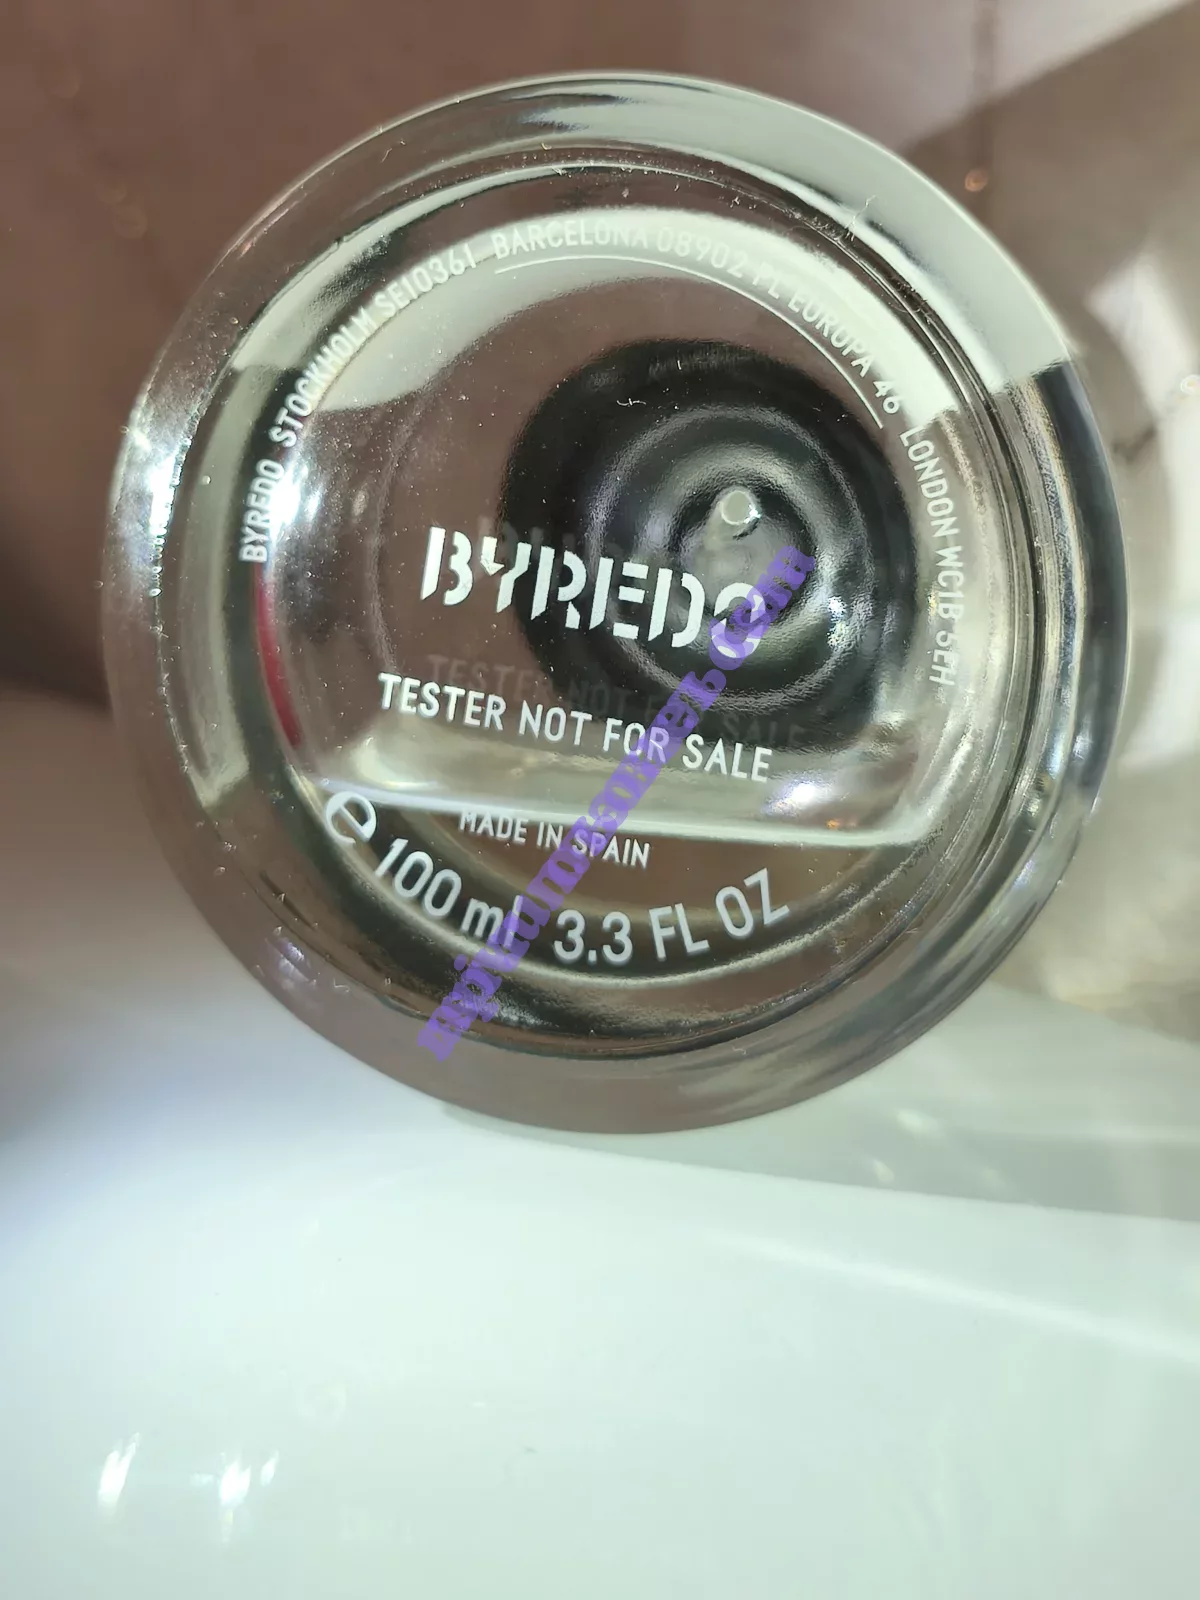 BYREDO STOCKHOLM SE10361 BARCELONA 08902 PL EUROPA 46 LONDON WC1B 5EH
BYREDO
TESTER NOT FOR SALE
MADE IN SPAIN
e 100 ml 3.3 FL OZ